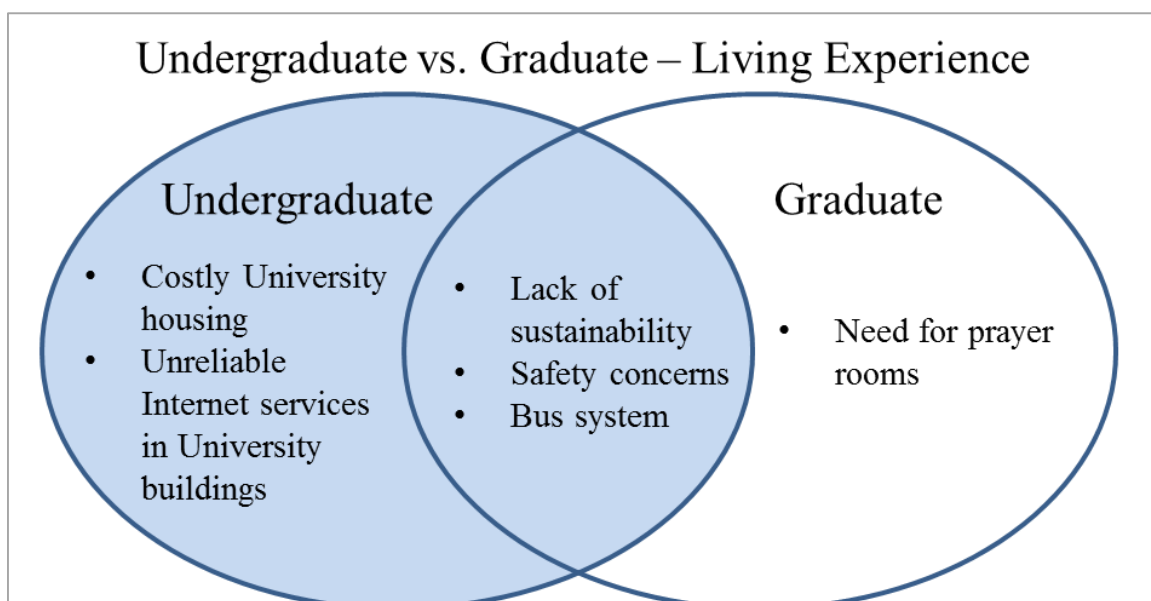 Undergraduate vs. Graduate – Living Experience
Undergraduate
• Costly University
housing
• Unreliable
Internet services
in University
buildings
• Lack of
sustainability
• Safety concerns
• Bus system
Graduate
• Need for prayer
rooms